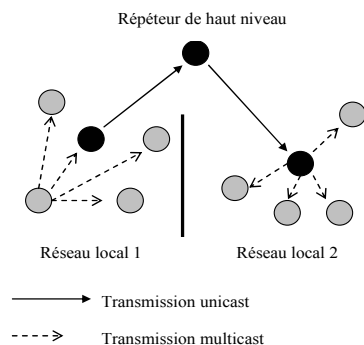 Répéteur de haut niveau
Réseau local 1
Réseau local 2
Transmission unicast
Transmission multicast